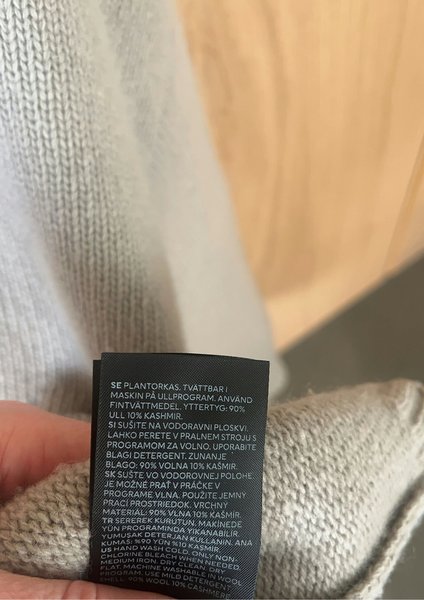 SE PLANTORKAS. TVÄTTBAR I
MASKIN PÅ ULLPROGRAM. ANVÄND
FINTVÄTTMEDEL. YTTERTYG: 90%
ULL 10% KASHMIR.
SI SUŠITE NA VODORAVNI PLOSKVI.
LAHKO PERETE V PRALNEM STROJU S
PROGRAMOM ZA VOLNO. UPORABITE
BLAGI DETERGENT. ZUNANJE
BLAGO: 90% VOLNA 10% KAŠMIR.
SK SUŠTE VO VODOROVNEJ POLOHE.
JE MOŽNÉ PRAŤ V PRÁČKE V
PROGRAME VLNA. POUŽITE JEMNÝ
PRACÍ PROSTRIEDOK. VRCHNÝ
MATERIÁL: 90% VLNA 10% KAŠMÍR.
TR SEREREK KURUTUN. MAKİNEDE
YÜN PROGRAMINDA YIKANABİLİR.
YUMUŞAK DETERJAN KULLANIN. ANA
KUMAŞ: %90 YÜN %10 KAŞMİR.
US HAND WASH COLD. ONLY NON-
CHLORINE BLEACH WHEN NEEDED.
MEDIUM IRON. DRY CLEAN. DRY
FLAT. MACHINE WASHABLE IN WOOL
PROGRAM. USE MILD DETERGENT.
SHELL: 90% WOOL 10% CASHMERE